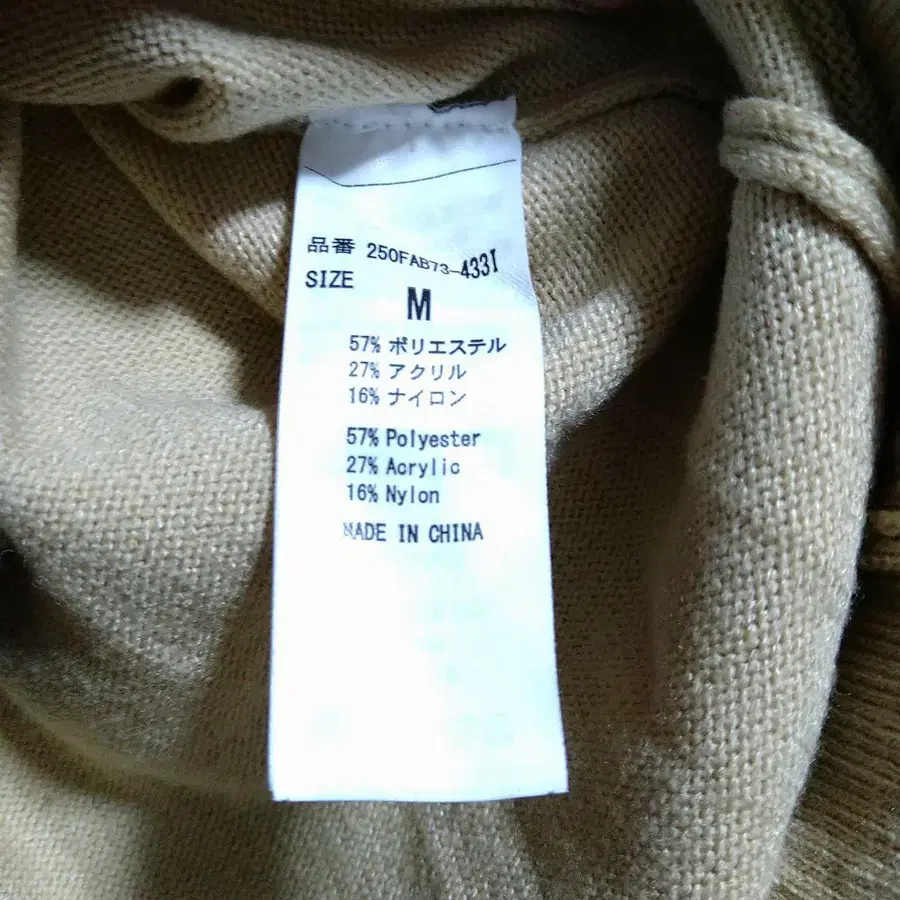 品番 250FAB73-433I
SIZE
M
57% ポリエステル
27% アクリル
16% ナイロン
57% Polyester
27% Acrylic
16% Nylon
MADE IN CHINA